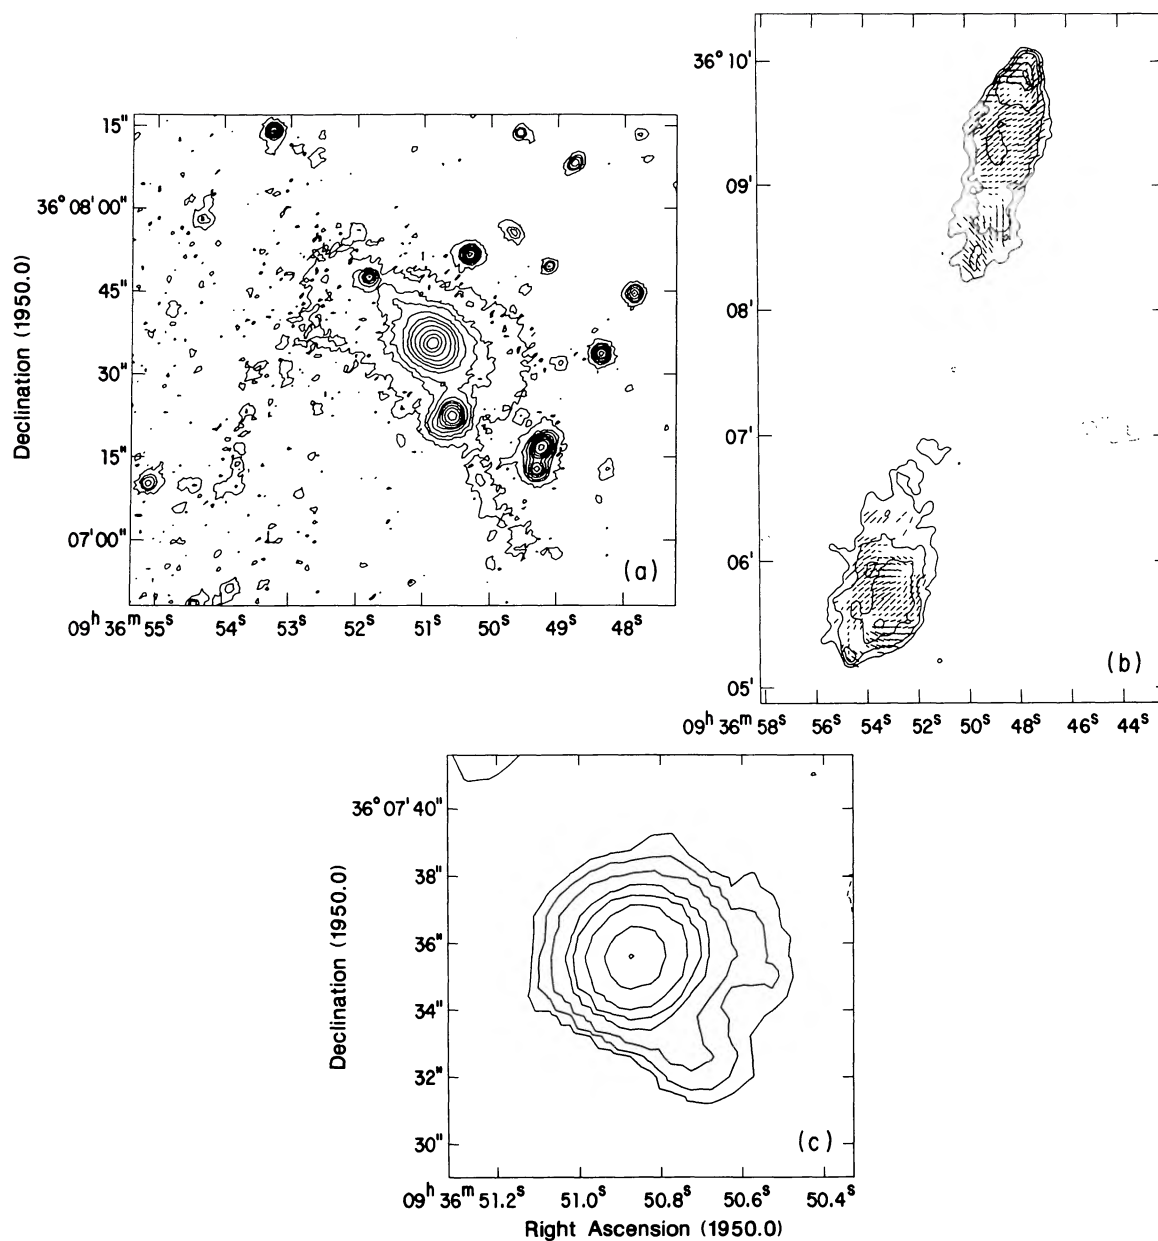 15"
36° 08' 00"
45"
30"
15"
07' 00"
Declination (1950.0)
(a)
09ʰ 36ᵐ 55ˢ 54ˢ 53ˢ 52ˢ 51ˢ 50ˢ 49ˢ 48ˢ
36° 10'
09'
08'
07'
06'
05'
(b)
09ʰ 36ᵐ 58ˢ 56ˢ 54ˢ 52ˢ 50ˢ 48ˢ 46ˢ 44ˢ
36° 07' 40"
38"
36"
34"
32"
30"
Declination (1950.0)
(c)
09ʰ 36ᵐ 51.2ˢ 51.0ˢ 50.8ˢ 50.6ˢ 50.4ˢ
Right Ascension (1950.0)